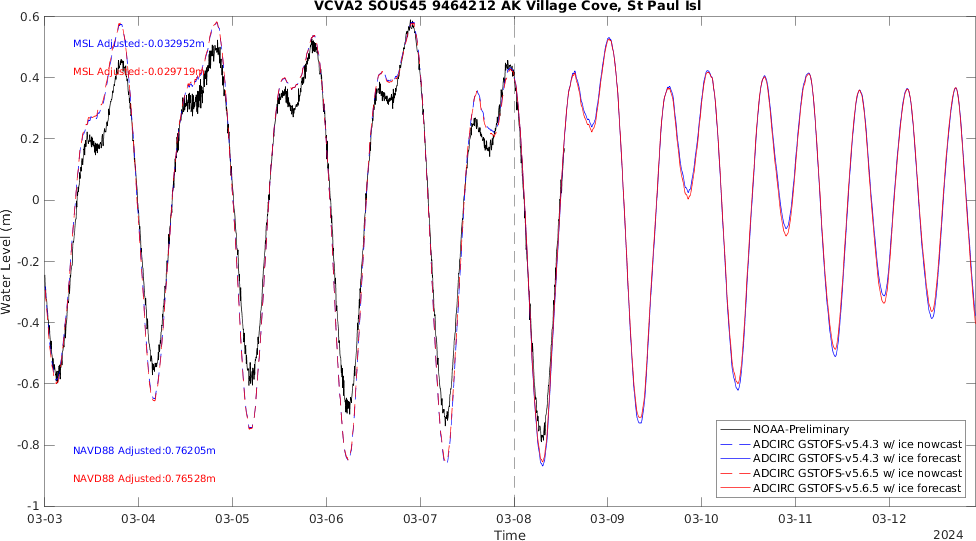 VCVA2 SOUS45 9464212 AK Village Cove, St Paul Isl
Water Level (m)
0.6
0.4
0.2
0
-0.2
-0.4
-0.6
-0.8
-1
MSL Adjusted:-0.032952m
MSL Adjusted:-0.029719m
NAVD88 Adjusted:0.76205m
NAVD88 Adjusted:0.76528m
NOAA-Preliminary
ADCIRC GSTOFS-v5.4.3 w/ ice nowcast
ADCIRC GSTOFS-v5.4.3 w/ ice forecast
ADCIRC GSTOFS-v5.6.5 w/ ice nowcast
ADCIRC GSTOFS-v5.6.5 w/ ice forecast
03-03 03-04 03-05 03-06 03-07 03-08 03-09 03-10 03-11 03-12
Time
2024